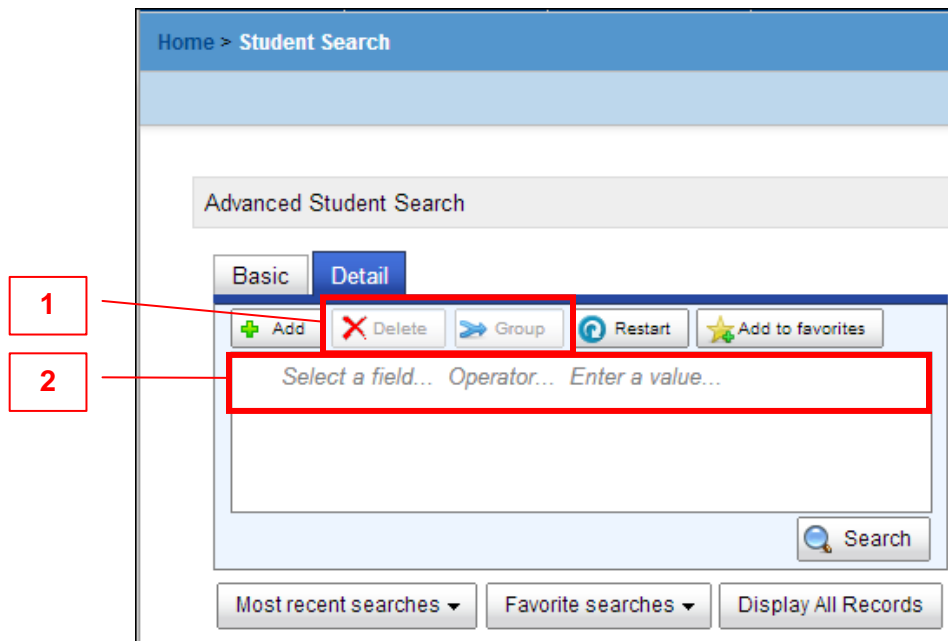 Home > Student Search
Advanced Student Search
Basic Detail
1
Add Delete Group Restart Add to favorites
2
Select a field... Operator... Enter a value...
Search
Most recent searches Favorite searches Display All Records